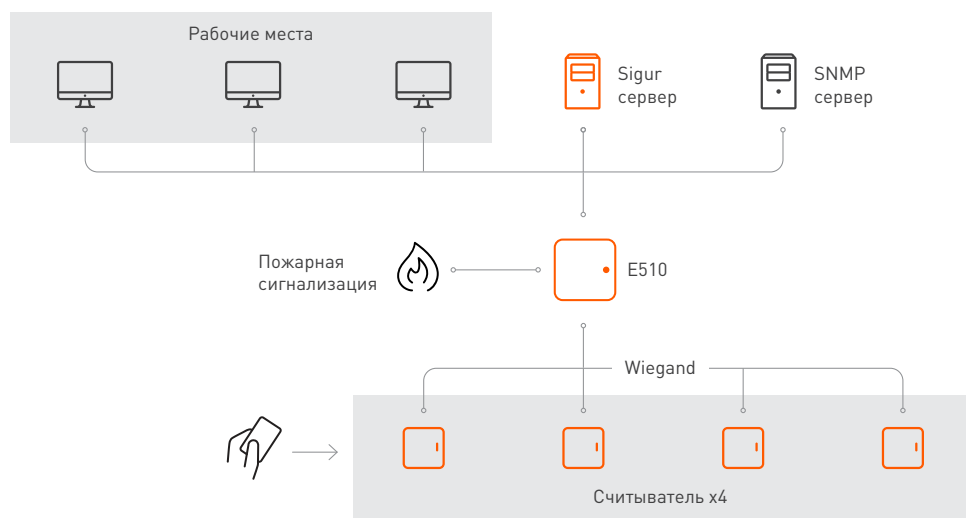 Рабочие места
Sigur
сервер
SNMP
сервер
Пожарная
сигнализация
E510
Wiegand
Считыватель x4